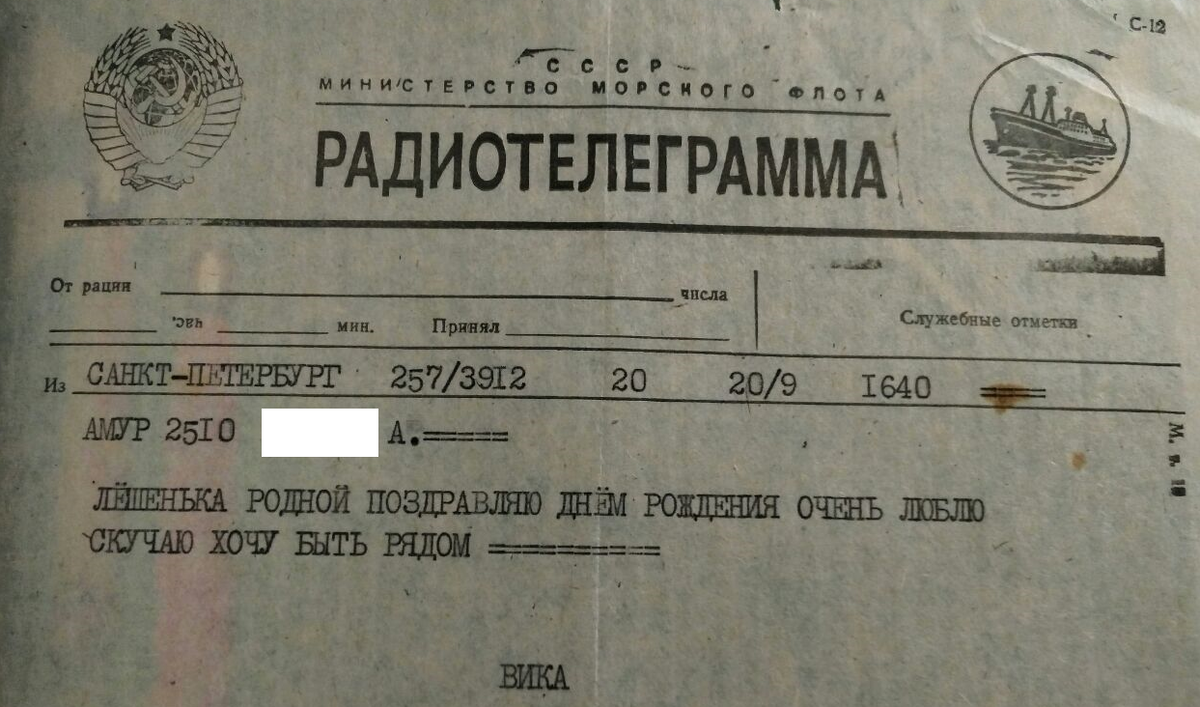 С-12
СССР
МИНИСТЕРСТВО МОРСКОГО ФЛОТА
РАДИОТЕЛЕГРАММА
От рации числа
час. мин. Принял
Служебные отметки
Из САНКТ-ПЕТЕРБУРГ 257/3912 20 20/9 1640 ====
АМУР 2510 А.=====
ЛЁШЕНЬКА РОДНОЙ ПОЗДРАВЛЯЮ ДНЁМ РОЖДЕНИЯ ОЧЕНЬ ЛЮБЛЮ
СКУЧАЮ ХОЧУ БЫТЬ РЯДОМ ==========
ВИКА